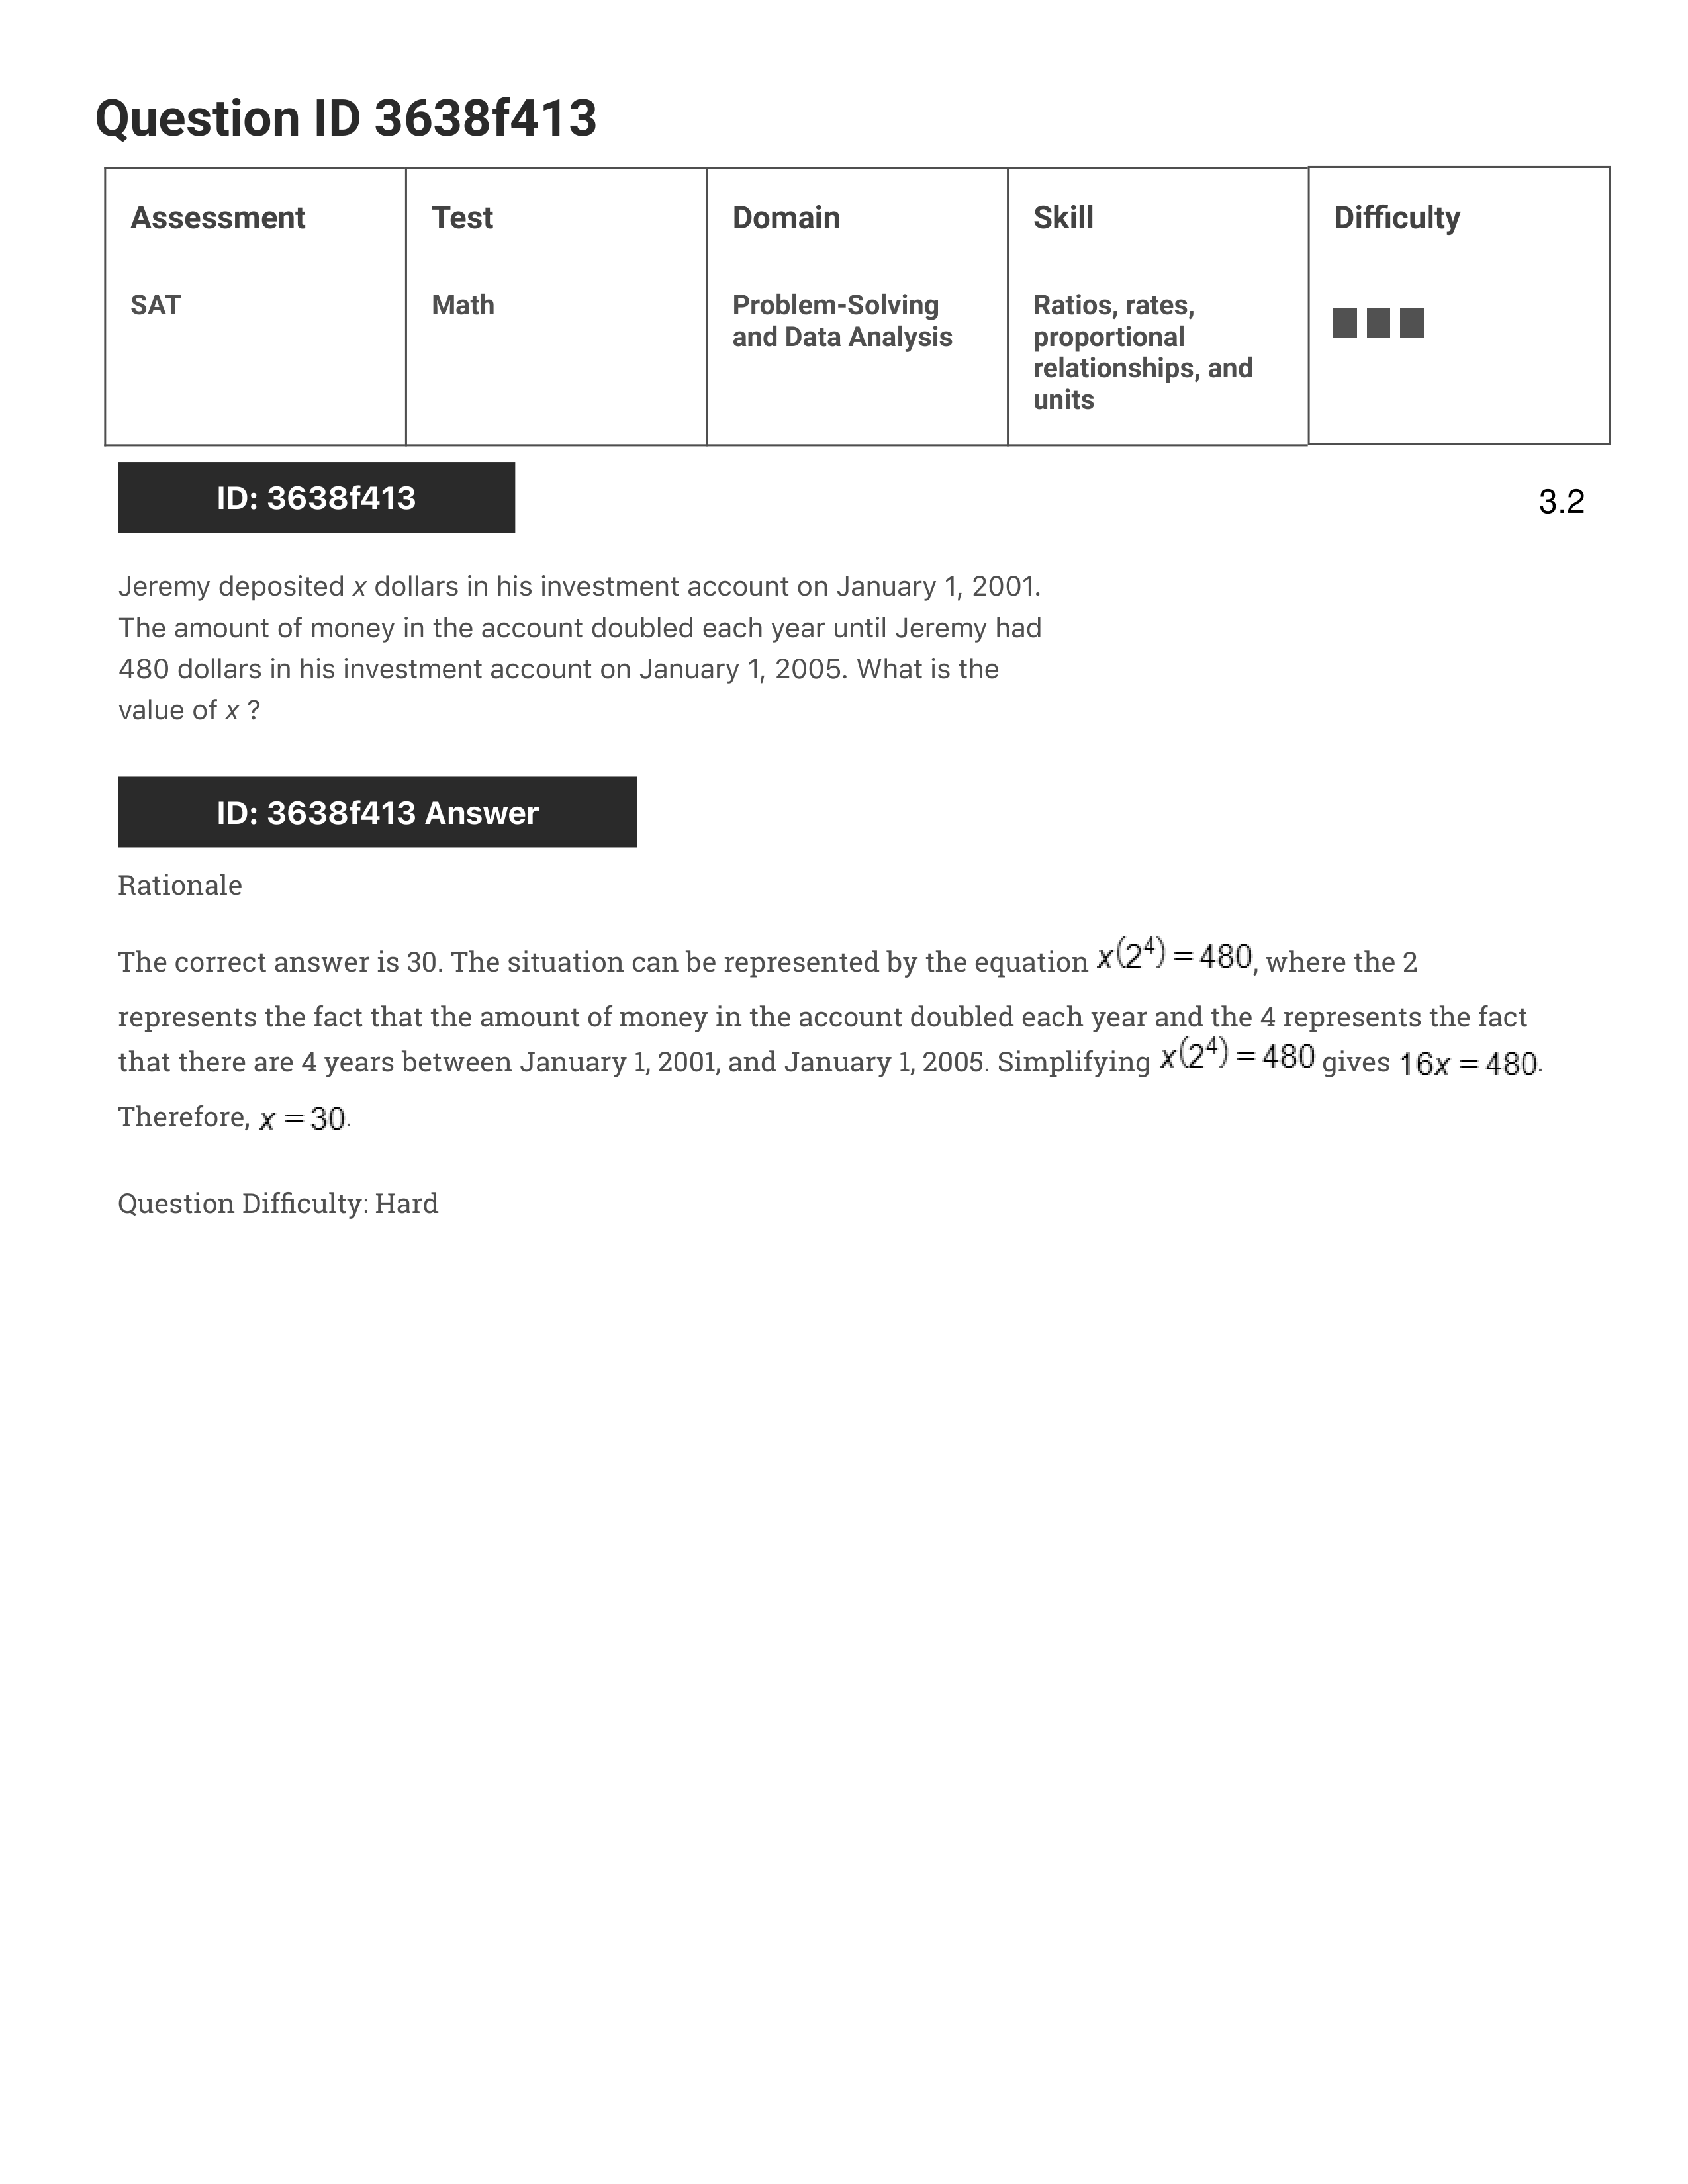 Question ID 3638f413
Assessment
Test
Domain
Skill
Difficulty
SAT
Math
Problem-Solving
and Data Analysis
Ratios, rates,
proportional
relationships, and
units
ID: 3638f413
3.2
Jeremy deposited x dollars in his investment account on January 1, 2001.
The amount of money in the account doubled each year until Jeremy had
480 dollars in his investment account on January 1, 2005. What is the
value of x ?
ID: 3638f413 Answer
Rationale
The correct answer is 30. The situation can be represented by the equation x(2⁴) = 480, where the 2
represents the fact that the amount of money in the account doubled each year and the 4 represents the fact
that there are 4 years between January 1, 2001, and January 1, 2005. Simplifying x(2⁴) = 480 gives 16x = 480.
Therefore, x = 30.
Question Difficulty: Hard